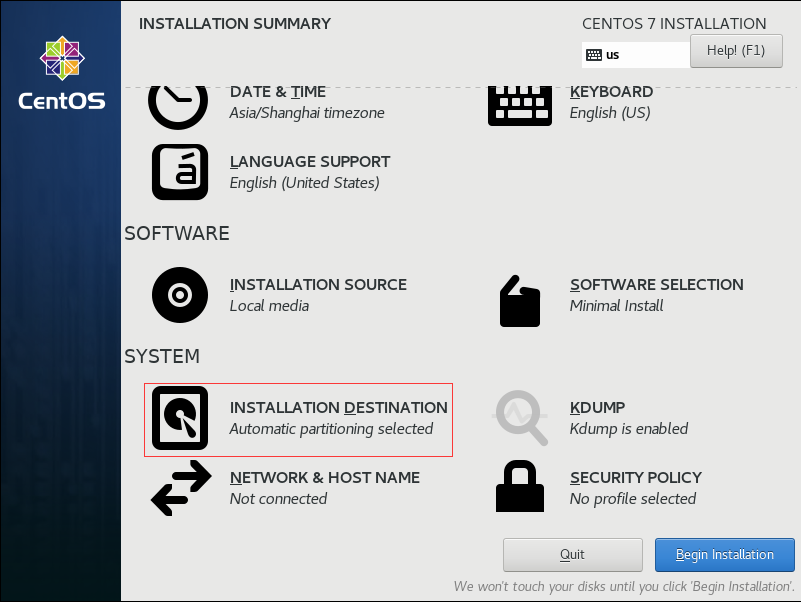 INSTALLATION SUMMARY
CENTOS 7 INSTALLATION
us
Help! (F1)
CentOS
DATE & TIME
Asia/Shanghai timezone
KEYBOARD
English (US)
á
LANGUAGE SUPPORT
English (United States)
SOFTWARE
INSTALLATION SOURCE
Local media
SOFTWARE SELECTION
Minimal Install
SYSTEM
INSTALLATION DESTINATION
Automatic partitioning selected
KDUMP
Kdump is enabled
NETWORK & HOST NAME
Not connected
SECURITY POLICY
No profile selected
Quit
Begin Installation
We won't touch your disks until you click 'Begin Installation'.